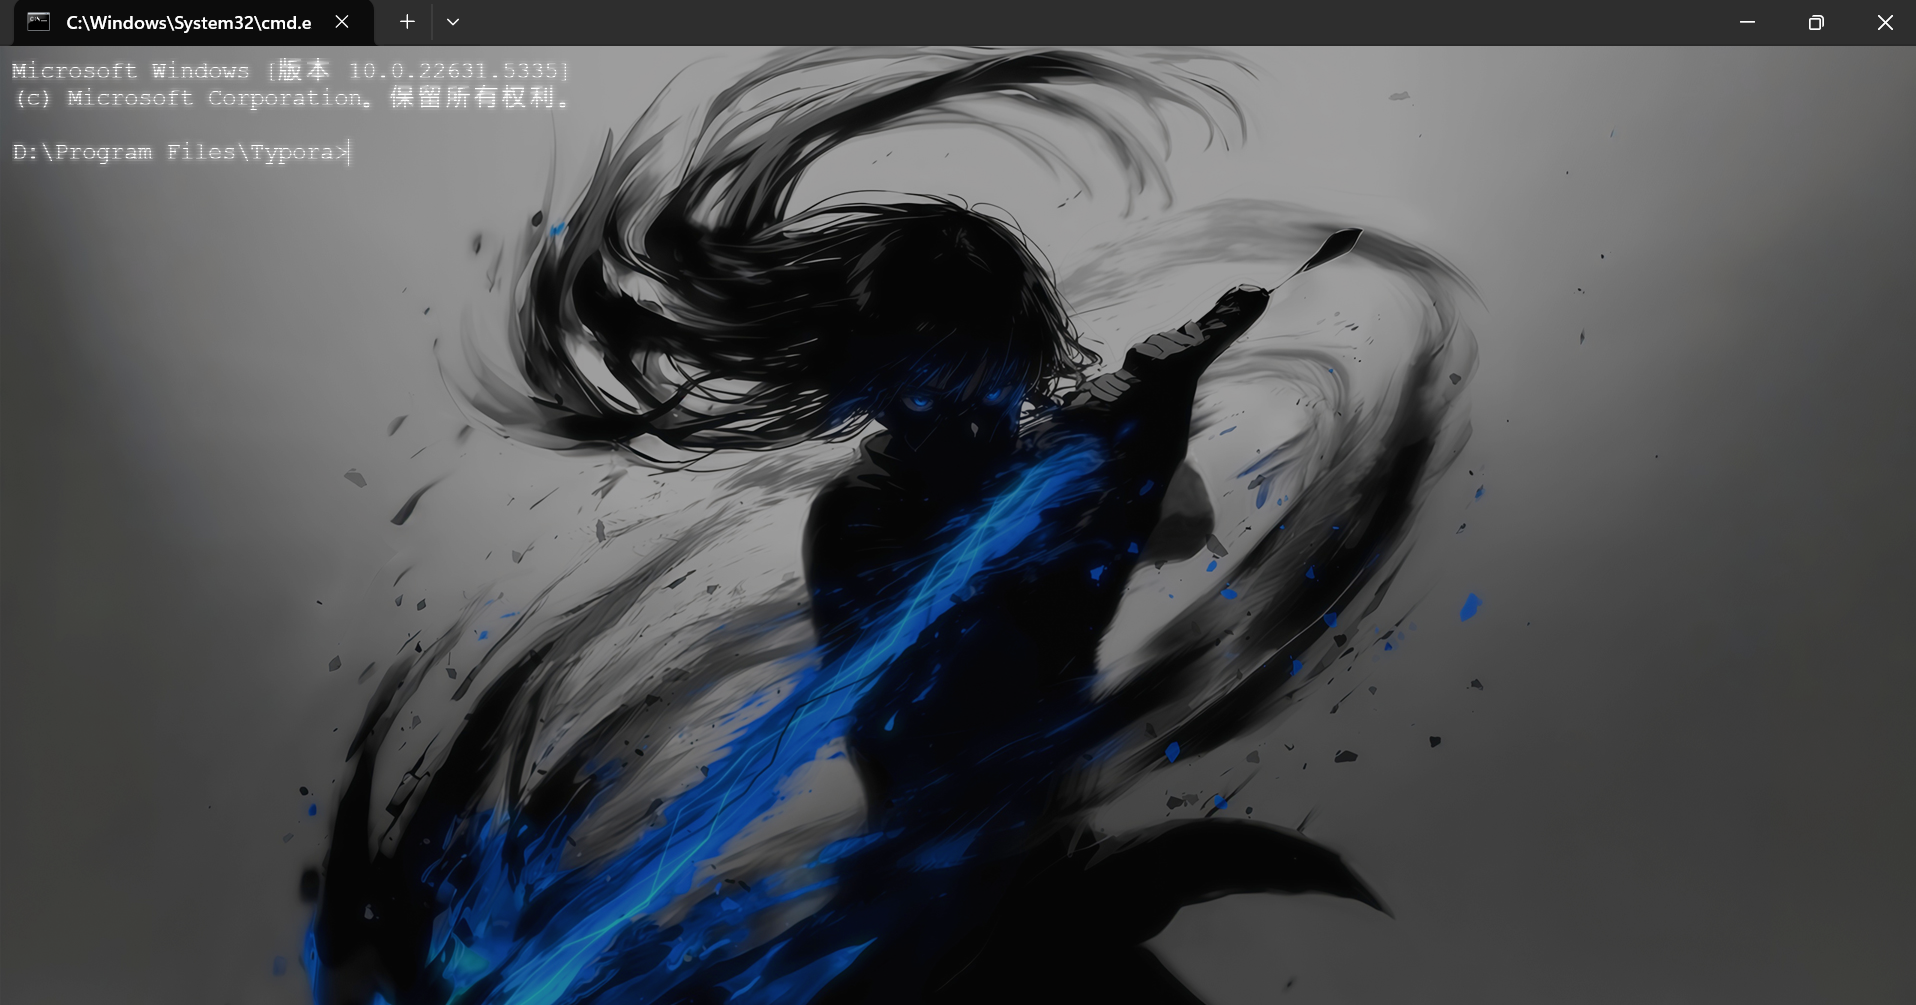 C:\Windows\System32\cmd.e
Microsoft Windows [版本 10.0.22631.5335]
(c) Microsoft Corporation。保留所有权利。
D:\Program Files\Typora>